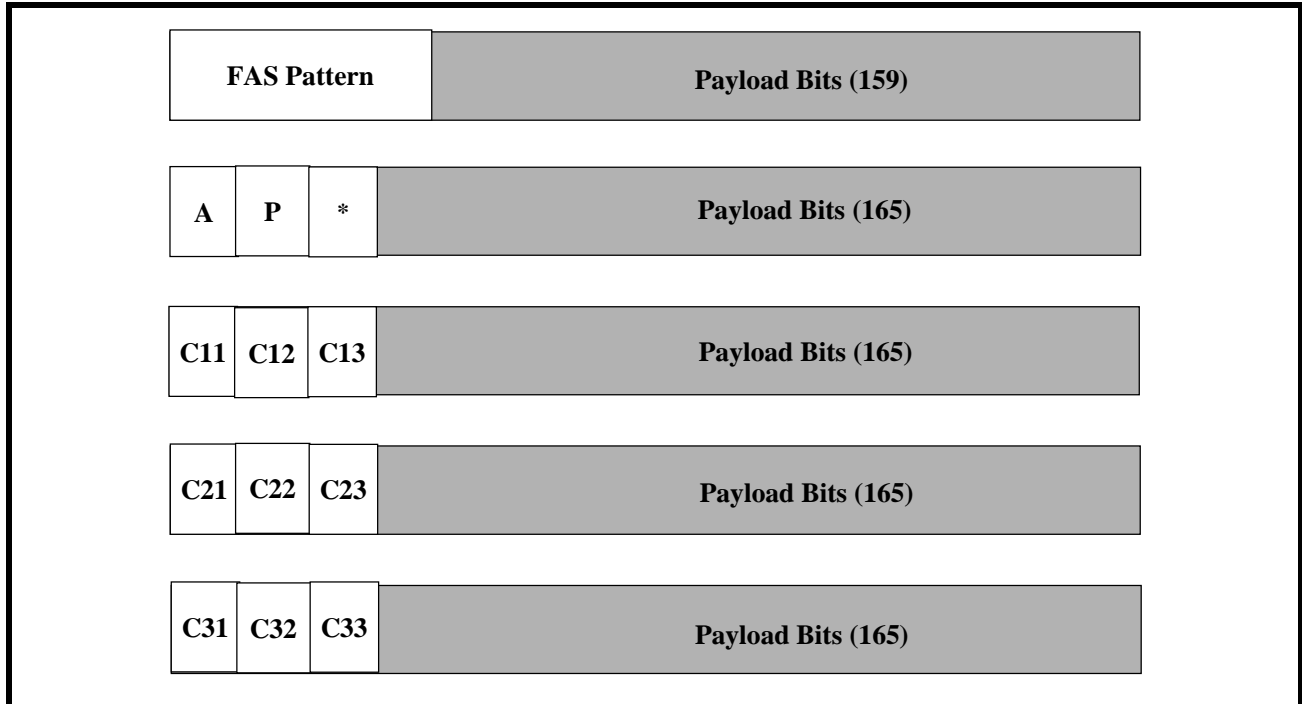 FAS Pattern Payload Bits (159)
A P * Payload Bits (165)
C11 C12 C13 Payload Bits (165)
C21 C22 C23 Payload Bits (165)
C31 C32 C33 Payload Bits (165)